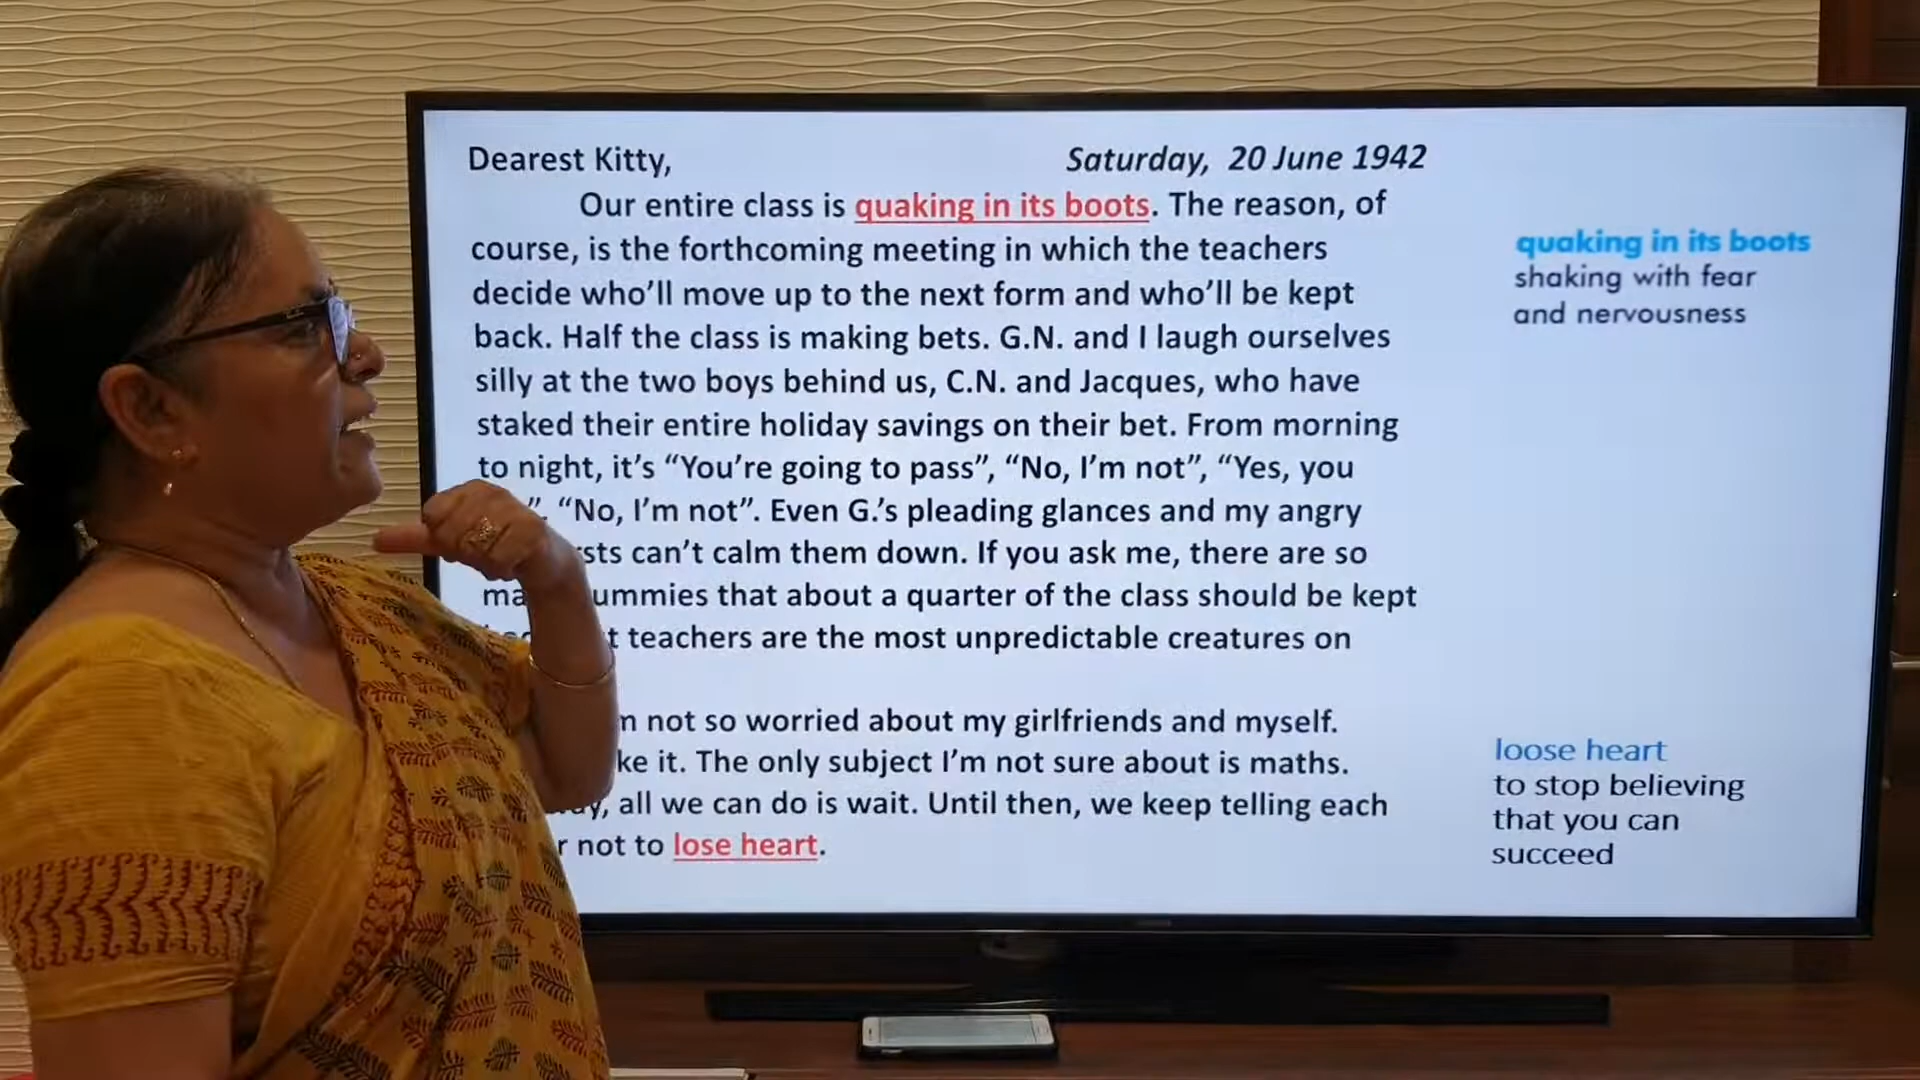 Dearest Kitty, Saturday, 20 June 1942
Our entire class is quaking in its boots. The reason, of
course, is the forthcoming meeting in which the teachers
decide who’ll move up to the next form and who’ll be kept
back. Half the class is making bets. G.N. and I laugh ourselves
silly at the two boys behind us, C.N. and Jacques, who have
staked their entire holiday savings on their bet. From morning
to night, it’s “You’re going to pass”, “No, I’m not”, “Yes, you
”. “No, I’m not”. Even G.’s pleading glances and my angry
can’t calm them down. If you ask me, there are so
that about a quarter of the class should be kept
teachers are the most unpredictable creatures on
not so worried about my girlfriends and myself.
it. The only subject I’m not sure about is maths.
all we can do is wait. Until then, we keep telling each
not to lose heart.
quaking in its boots
shaking with fear
and nervousness
loose heart
to stop believing
that you can
succeed